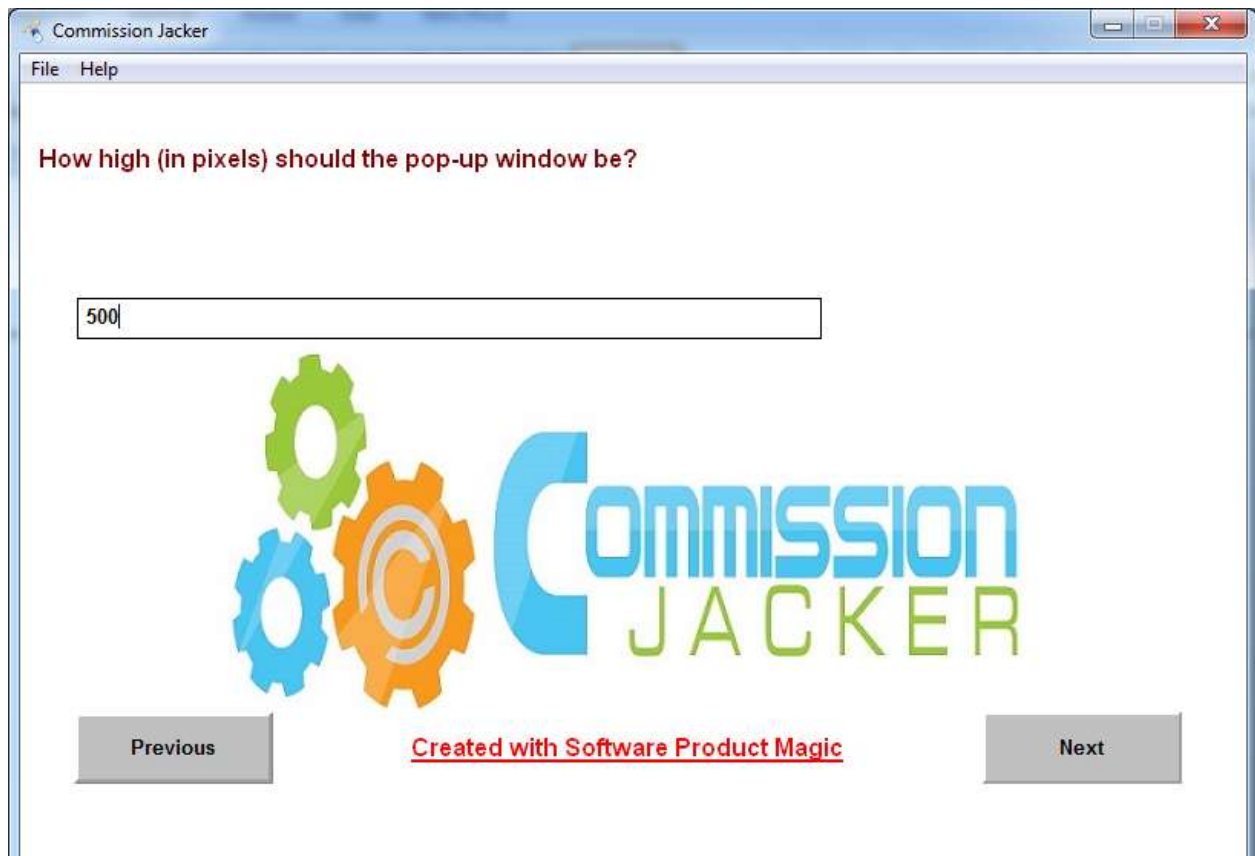 Commission Jacker
File Help
How high (in pixels) should the pop-up window be?
500
COMMISSION
JACKER
Previous
Created with Software Product Magic
Next